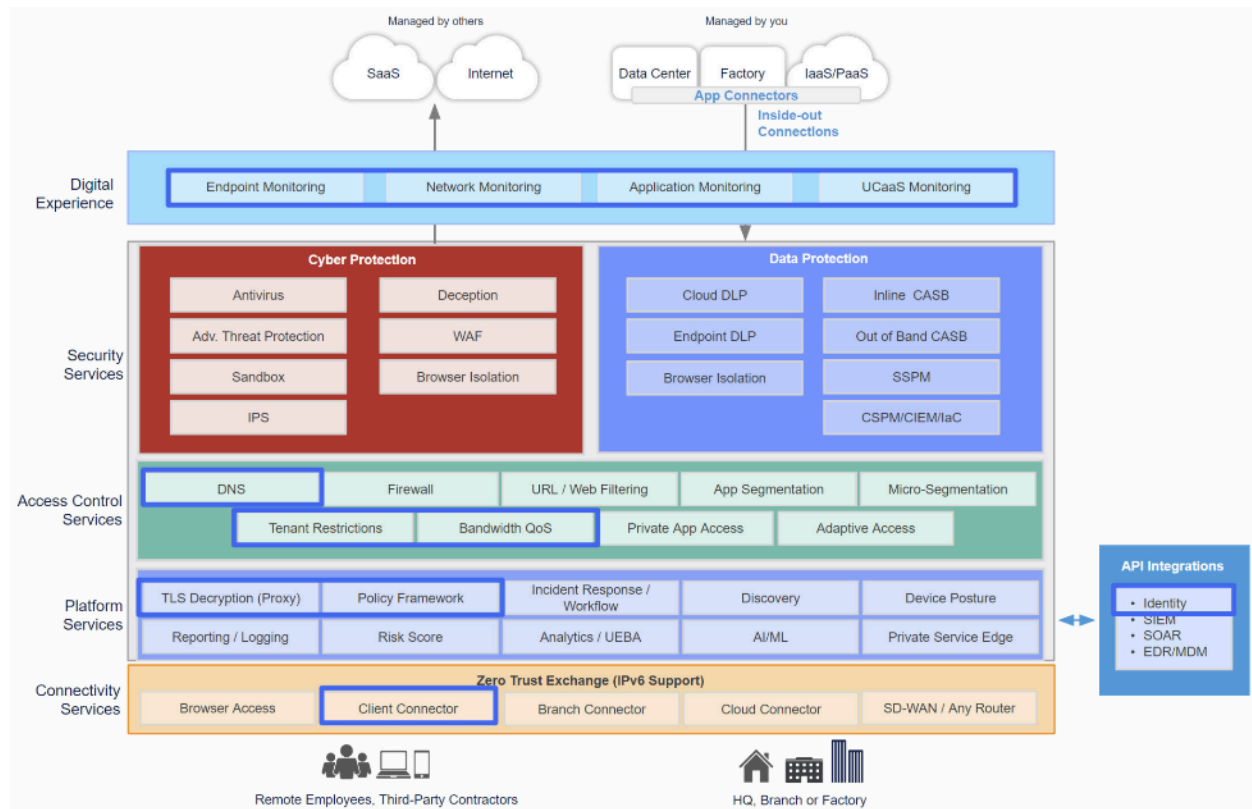 Managed by others
Managed by you
SaaS
Internet
Data Center
Factory
IaaS/PaaS
App Connectors
Inside-out
Connections
Digital
Experience
Endpoint Monitoring
Network Monitoring
Application Monitoring
UCaaS Monitoring
Security
Services
Cyber Protection
Antivirus
Deception
Adv. Threat Protection
WAF
Sandbox
Browser Isolation
IPS
Data Protection
Cloud DLP
Inline CASB
Endpoint DLP
Out of Band CASB
Browser Isolation
SSPM
CSPM/CIEM/IaC
Access Control
Services
DNS
Firewall
URL / Web Filtering
App Segmentation
Micro-Segmentation
Tenant Restrictions
Bandwidth QoS
Private App Access
Adaptive Access
Platform
Services
TLS Decryption (Proxy)
Policy Framework
Incident Response /
Workflow
Discovery
Device Posture
Reporting / Logging
Risk Score
Analytics / UEBA
AI/ML
Private Service Edge
API Integrations
• Identity
• SIEM
• SOAR
• EDR/MDM
Connectivity
Services
Zero Trust Exchange (IPv6 Support)
Browser Access
Client Connector
Branch Connector
Cloud Connector
SD-WAN / Any Router
Remote Employees, Third-Party Contractors
HQ, Branch or Factory